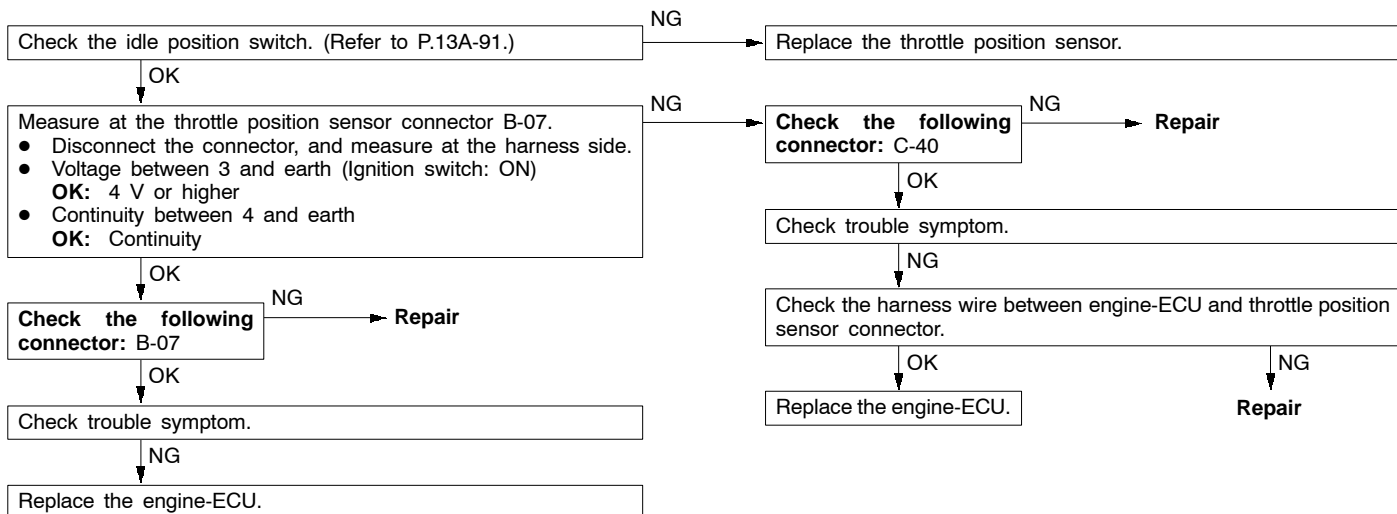 Check the idle position switch. (Refer to P.13A-91.)
NG
Replace the throttle position sensor.
OK
Measure at the throttle position sensor connector B-07.
● Disconnect the connector, and measure at the harness side.
● Voltage between 3 and earth (Ignition switch: ON)
OK: 4 V or higher
● Continuity between 4 and earth
OK: Continuity
NG
Check the following
connector: C-40
NG
Repair
OK
Check trouble symptom.
NG
Check the harness wire between engine-ECU and throttle position
sensor connector.
OK
NG
Replace the engine-ECU.
Repair
OK
Check the following
connector: B-07
NG
Repair
OK
Check trouble symptom.
NG
Replace the engine-ECU.